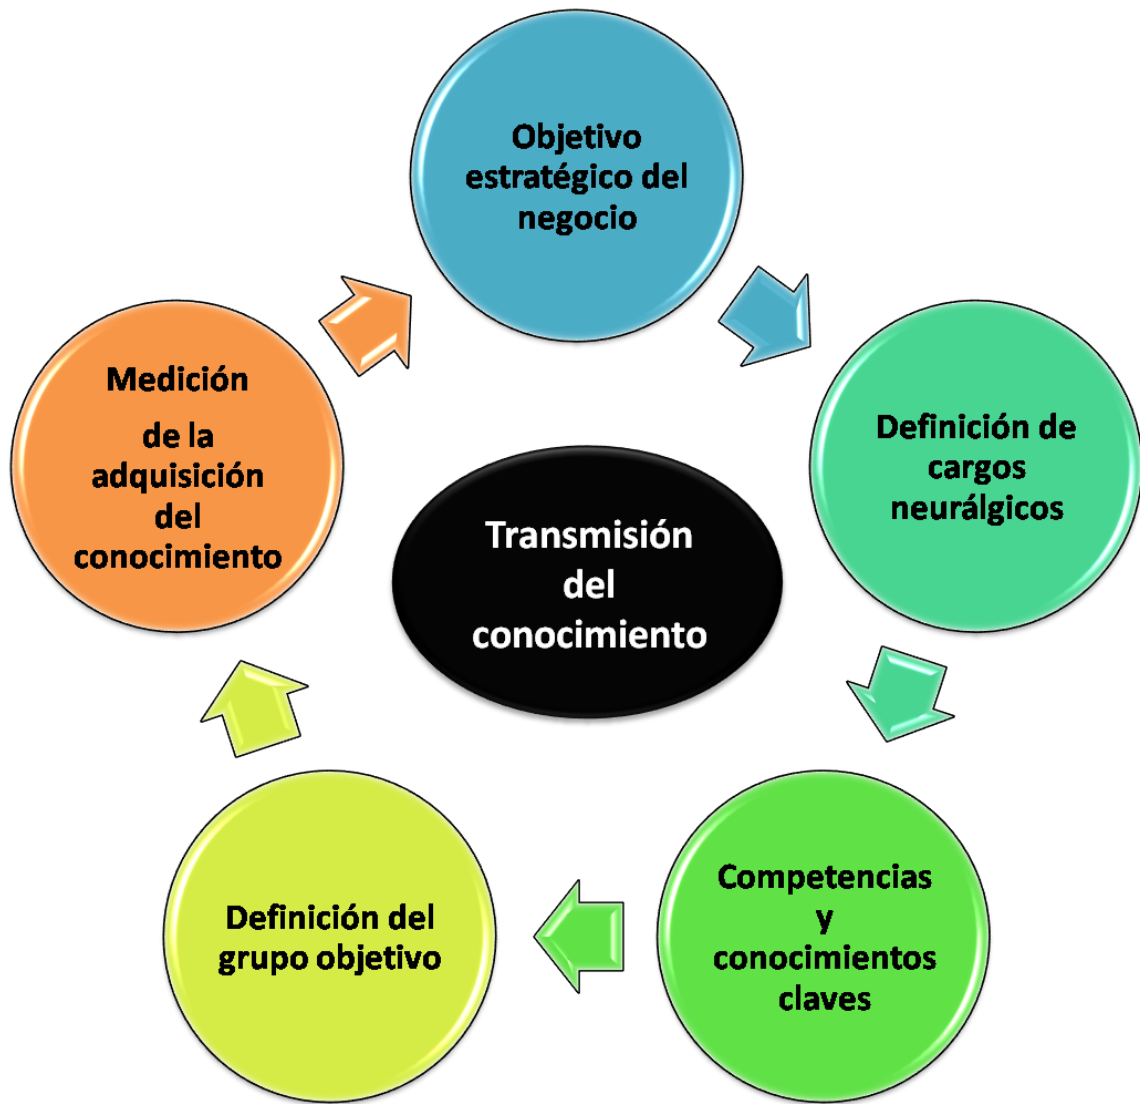 Objetivo
estratégico del
negocio
Definición de
cargos
neurálgicos
Competencias
y
conocimientos
claves
Definición del
grupo objetivo
Medición
de la
adquisición
del
conocimiento
Transmisión
del
conocimiento